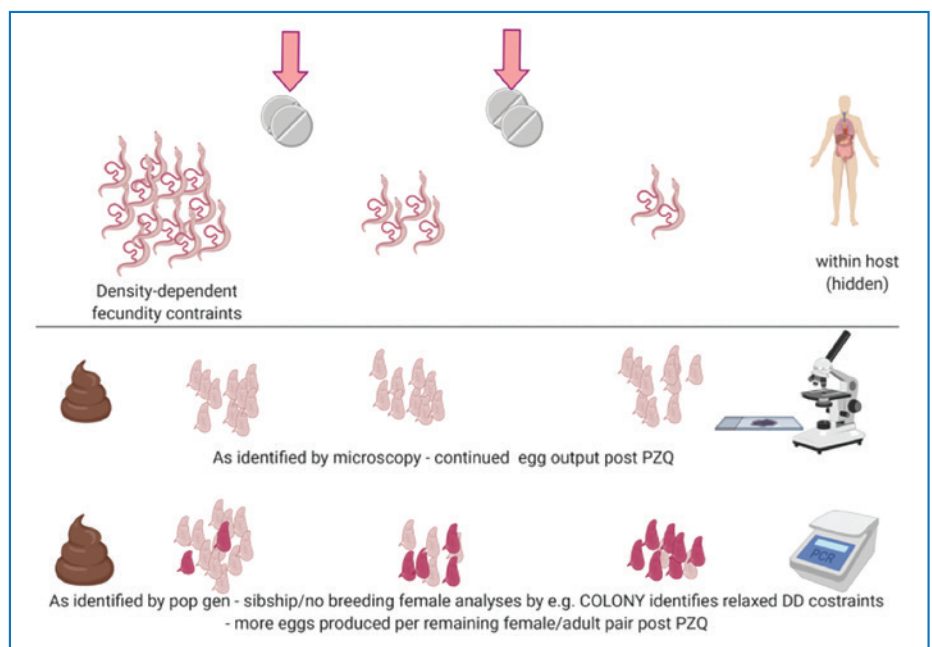 Density-dependent
fecundity contraints
within host
(hidden)
As identified by microscopy - continued egg output post PZQ
PCR
As identified by pop gen - sibship/no breeding female analyses by e.g. COLONY identifies relaxed DD costraints
- more eggs produced per remaining female/adult pair post PZQ